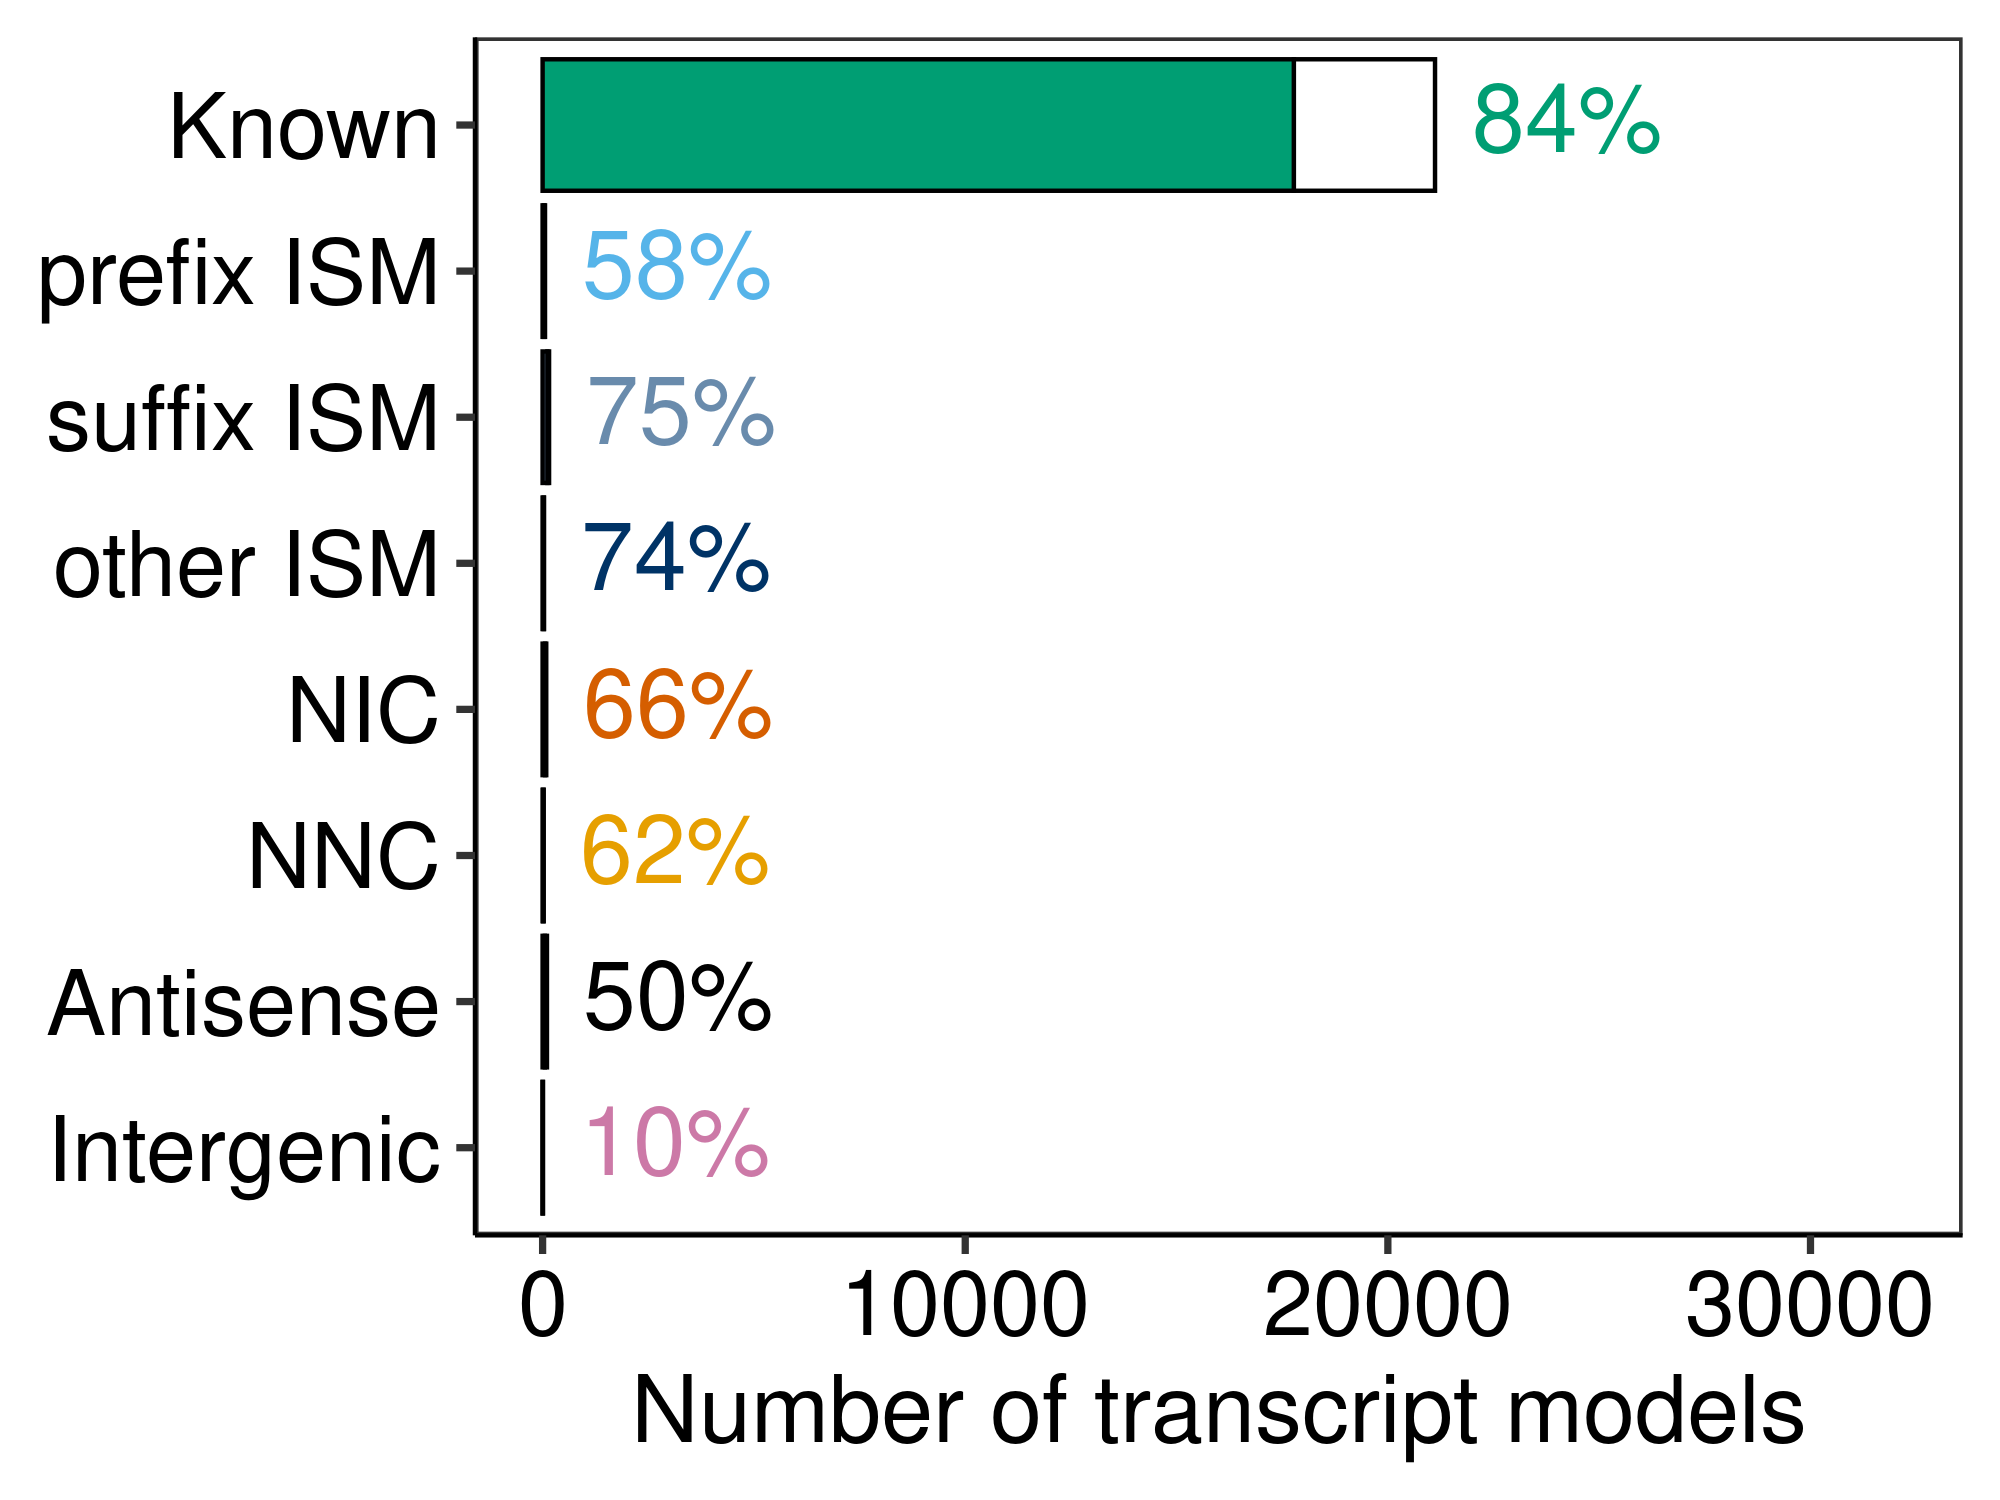 Known 84%
prefix ISM 58%
suffix ISM 75%
other ISM 74%
NIC 66%
NNC 62%
Antisense 50%
Intergenic 10%
0 10000 20000 30000
Number of transcript models